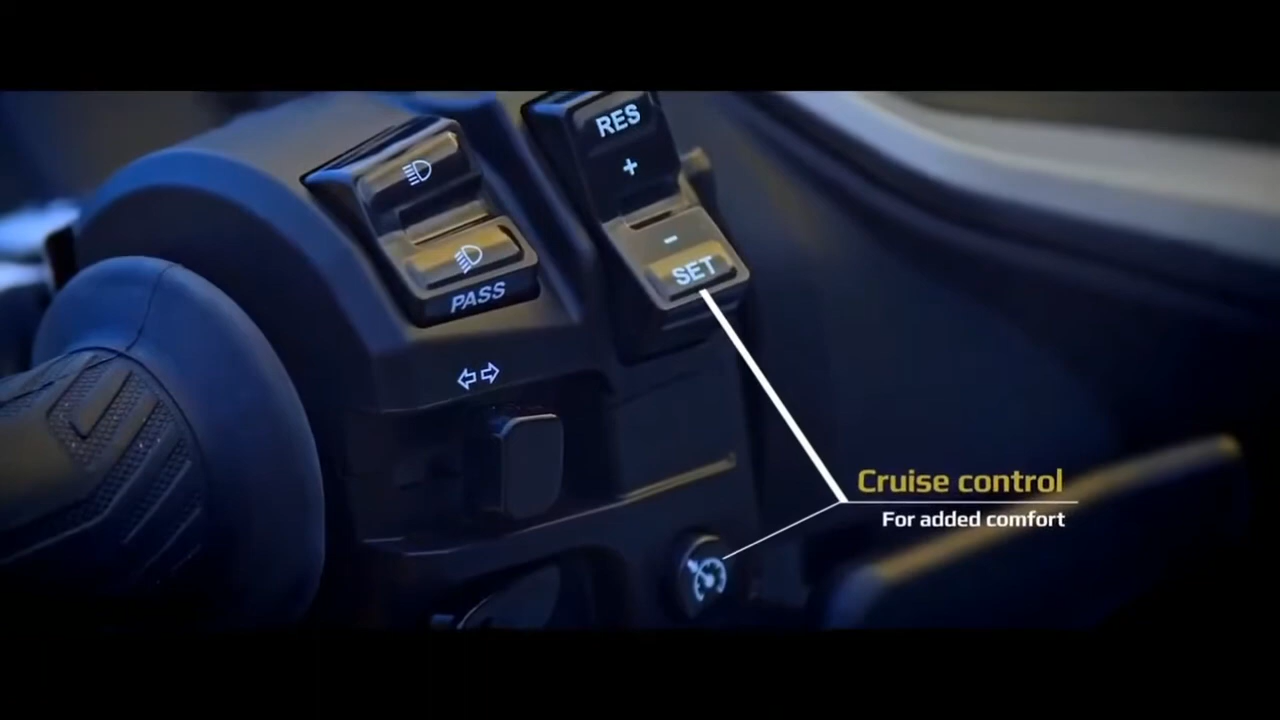 RES
+
-
SET
PASS
Cruise control
For added comfort